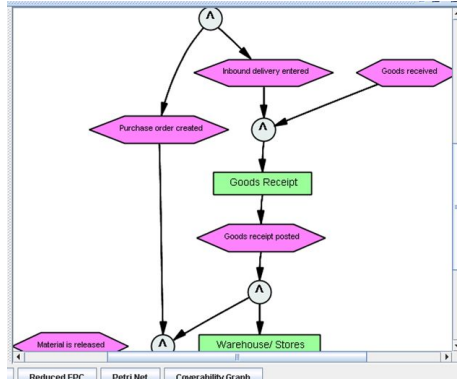 ^
Inbound delivery entered
Goods received
Purchase order created
^
Goods Receipt
Goods receipt posted
^
Material is released
^
Warehouse/ Stores
Reduced EPC
Petri Net
Coverability Graph